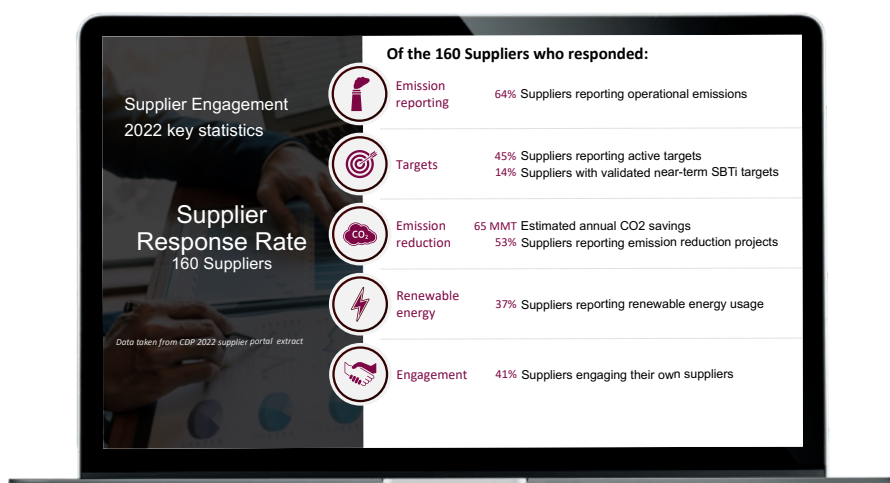 Of the 160 Suppliers who responded:
Supplier Engagement
2022 key statistics
Supplier
Response Rate
160 Suppliers
Data taken from CDP 2022 supplier portal extract
Emission
reporting
64% Suppliers reporting operational emissions
Targets
45% Suppliers reporting active targets
14% Suppliers with validated near-term SBTi targets
CO2
Emission
reduction
65 MMT Estimated annual CO2 savings
53% Suppliers reporting emission reduction projects
Renewable
energy
37% Suppliers reporting renewable energy usage
Engagement
41% Suppliers engaging their own suppliers